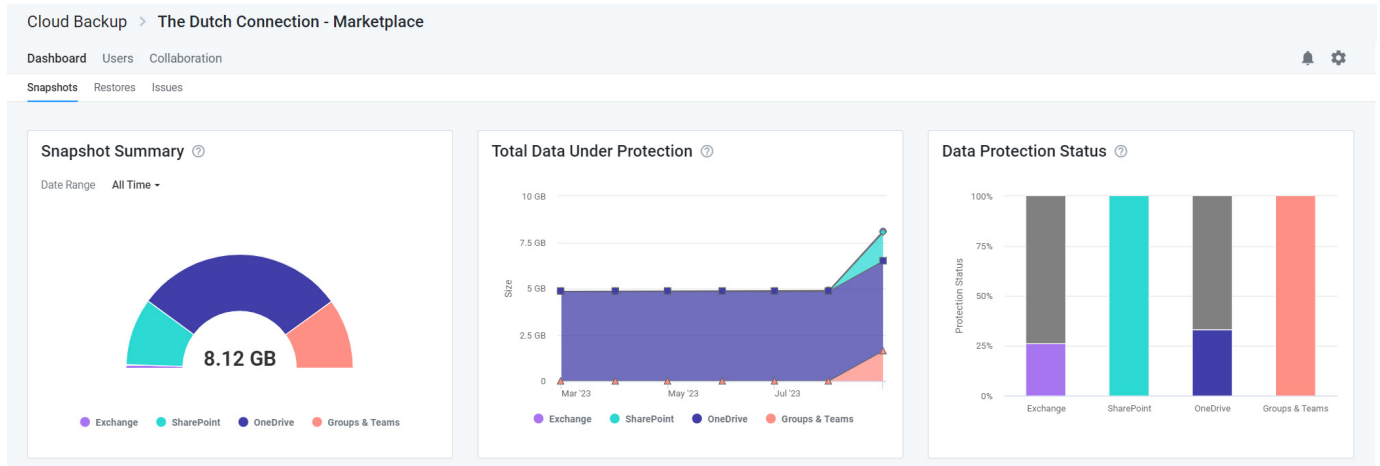 Cloud Backup > The Dutch Connection - Marketplace
Dashboard Users Collaboration
Snapshots Restores Issues
Snapshot Summary ?
Date Range All Time
8.12 GB
Exchange SharePoint OneDrive Groups & Teams
Total Data Under Protection ?
10 GB
7.5 GB
5 GB
2.5 GB
0
Size
Mar '23 May '23 Jul '23
Exchange SharePoint OneDrive Groups & Teams
Data Protection Status ?
100%
75%
50%
25%
0%
Protection Status
Exchange SharePoint OneDrive Groups & Teams